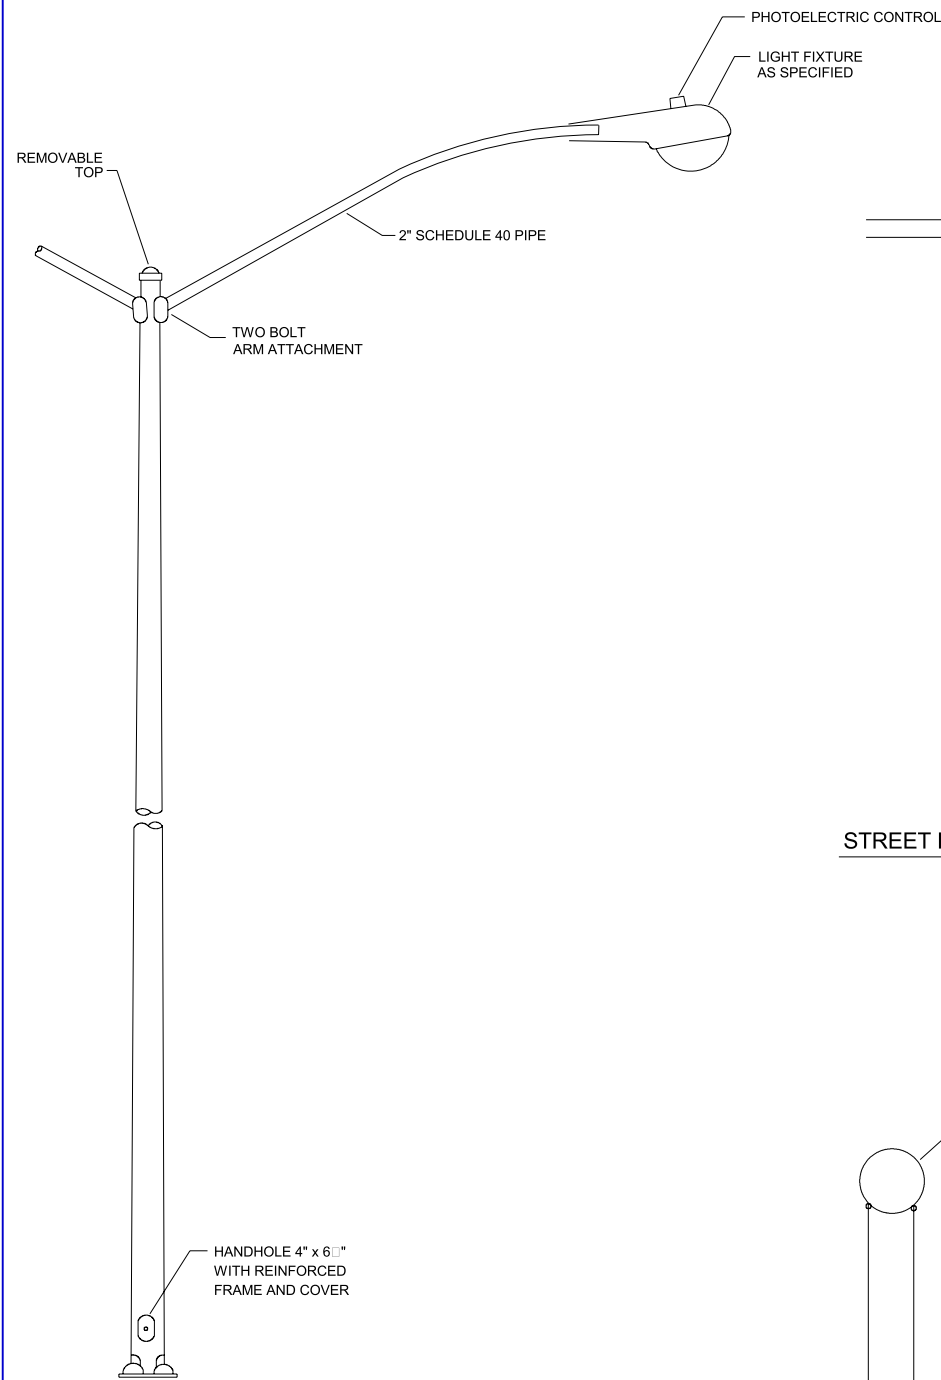 PHOTOELECTRIC CONTROL
LIGHT FIXTURE
AS SPECIFIED
REMOVABLE
TOP
2" SCHEDULE 40 PIPE
TWO BOLT
ARM ATTACHMENT
STREET
HANDHOLE 4" x 6□"
WITH REINFORCED
FRAME AND COVER